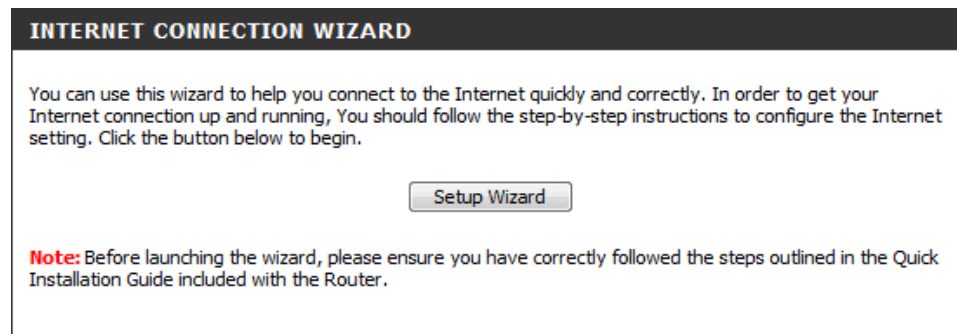 INTERNET CONNECTION WIZARD
You can use this wizard to help you connect to the Internet quickly and correctly. In order to get your
Internet connection up and running, You should follow the step-by-step instructions to configure the Internet
setting. Click the button below to begin.
Setup Wizard
Note: Before launching the wizard, please ensure you have correctly followed the steps outlined in the Quick
Installation Guide included with the Router.